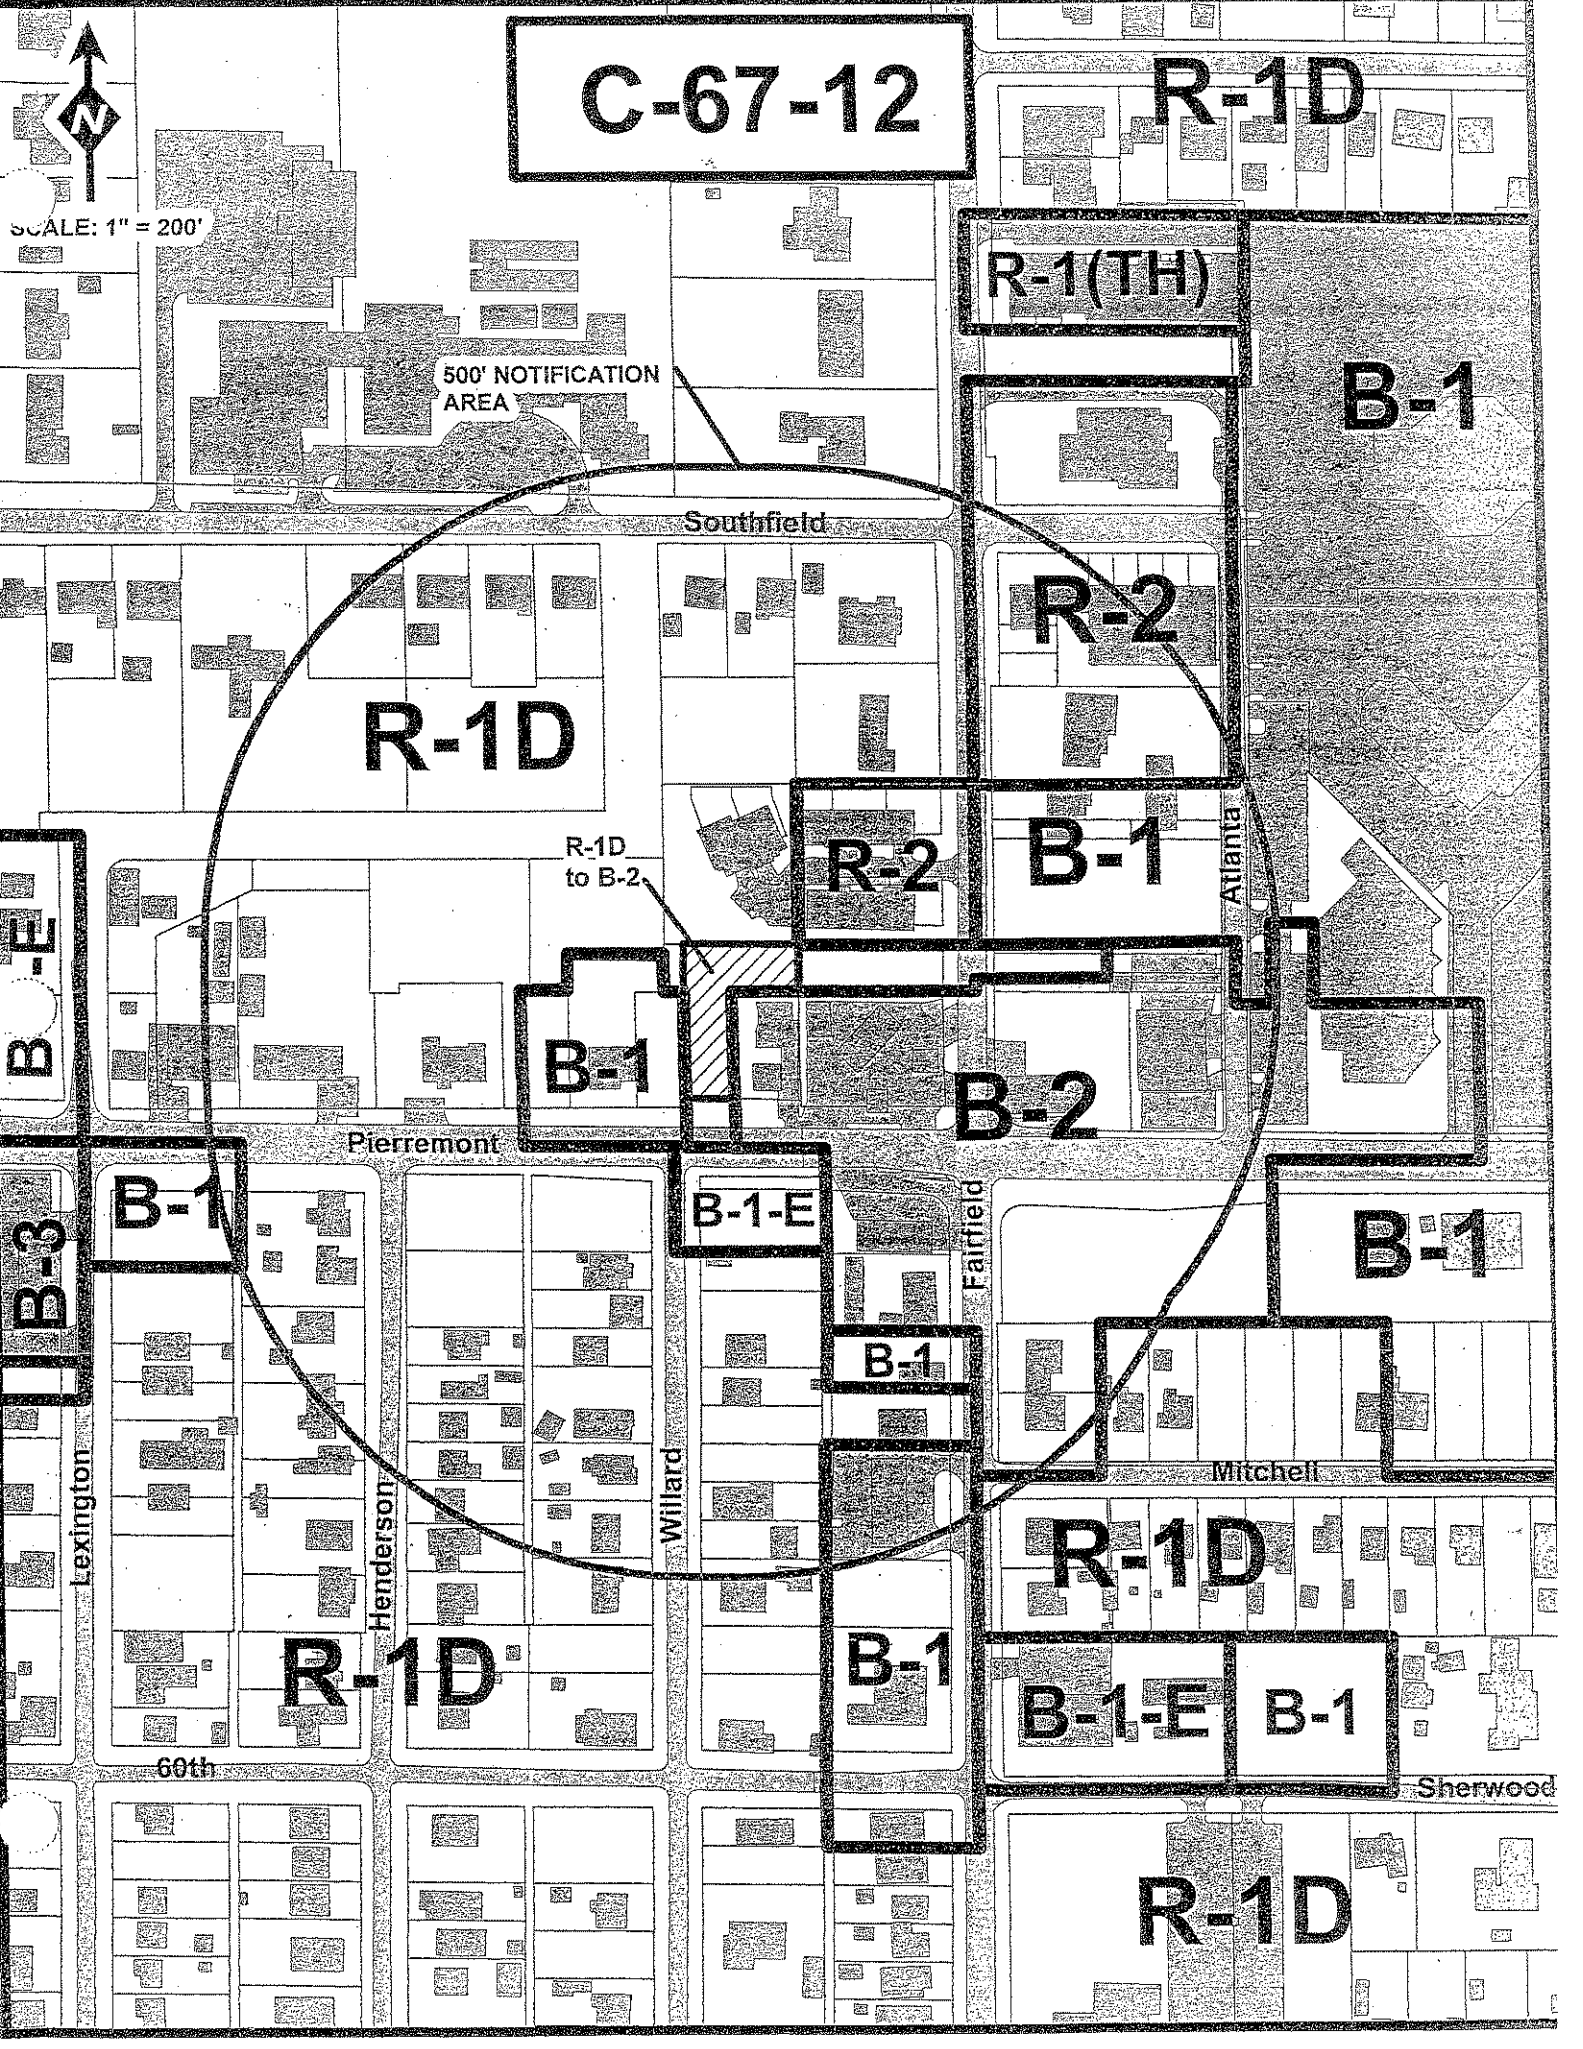 C-67-12
R-1D
N
SCALE: 1" = 200'
R-1(TH)
B-1
500' NOTIFICATION
AREA
Southfield
R-2
R-1D
R-1D
to B-2
R-2
B-1
Atlanta
B-E
B-1
B-2
Pierremont
B-1
B-1-E
Fairfield
B-1
B-3
B-1
Lexington
Henderson
Willard
Mitchell
R-1D
R-1D
B-1
B-1-E
B-1
60th
Sherwood
R-1D